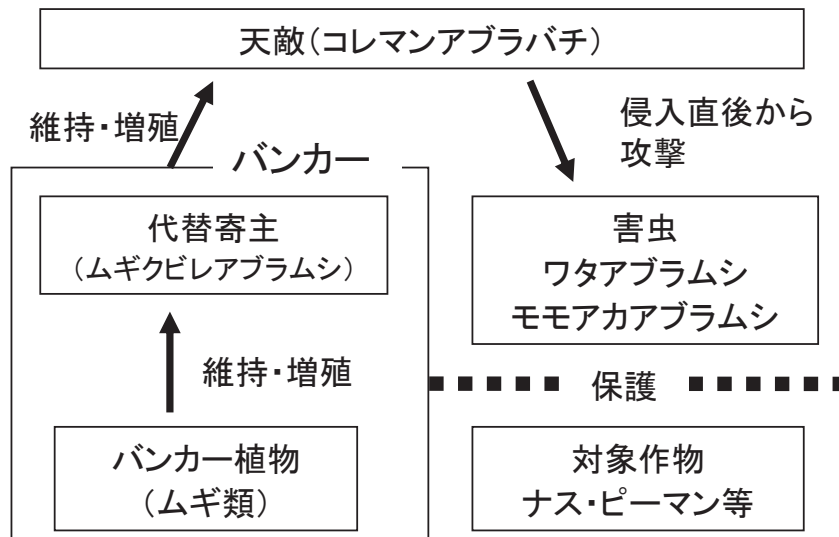 天敵（コレマンアブラバチ）
維持・増殖
侵入直後から
攻撃
バンカー
代替寄主
（ムギクビレアブラムシ）
害虫
ワタアブラムシ
モモアカアブラムシ
維持・増殖
保護
バンカー植物
（ムギ類）
対象作物
ナス・ピーマン等